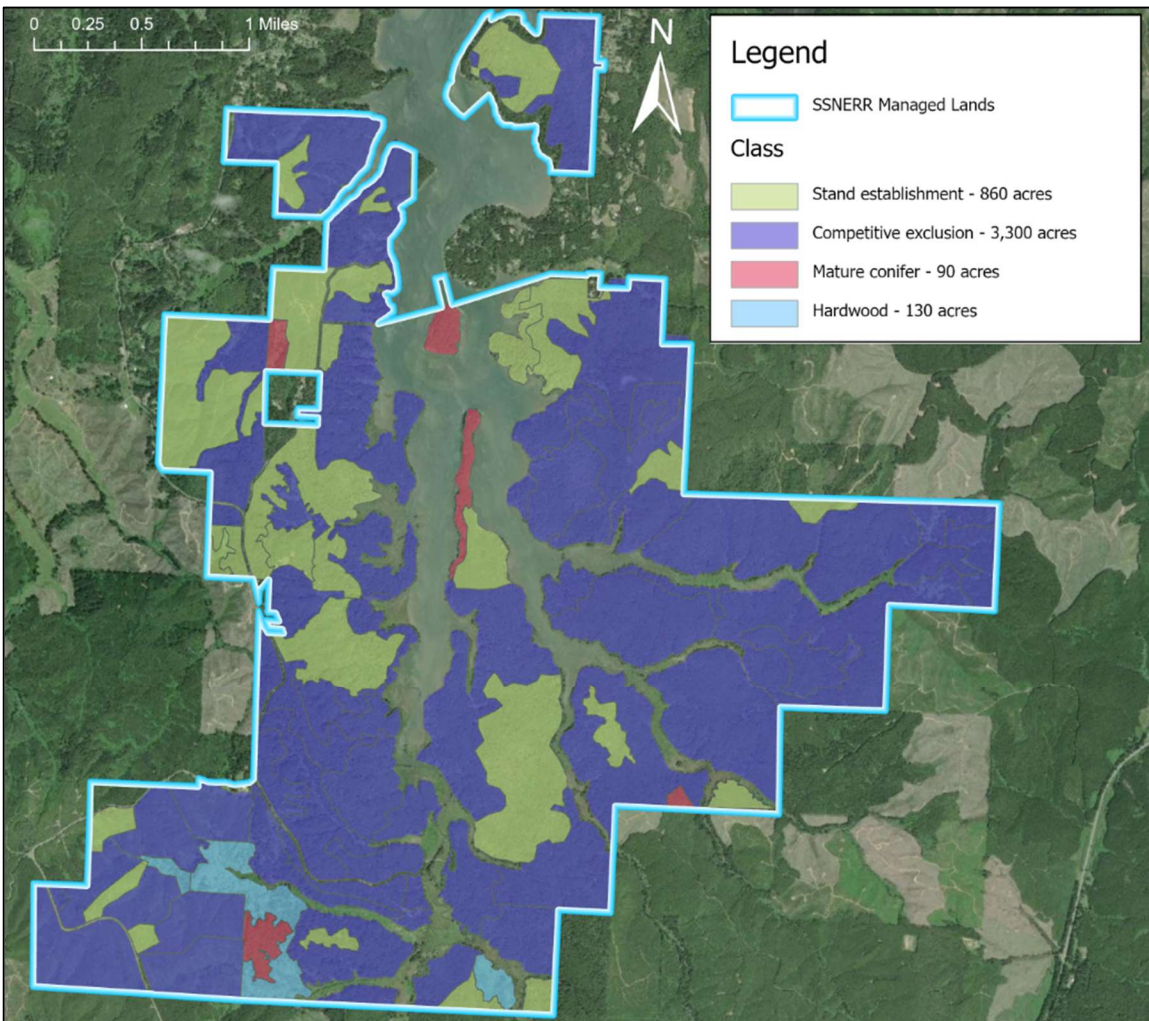 0 0.25 0.5 1 Miles
N
Legend
SSNERR Managed Lands
Class
Stand establishment - 860 acres
Competitive exclusion - 3,300 acres
Mature conifer - 90 acres
Hardwood - 130 acres